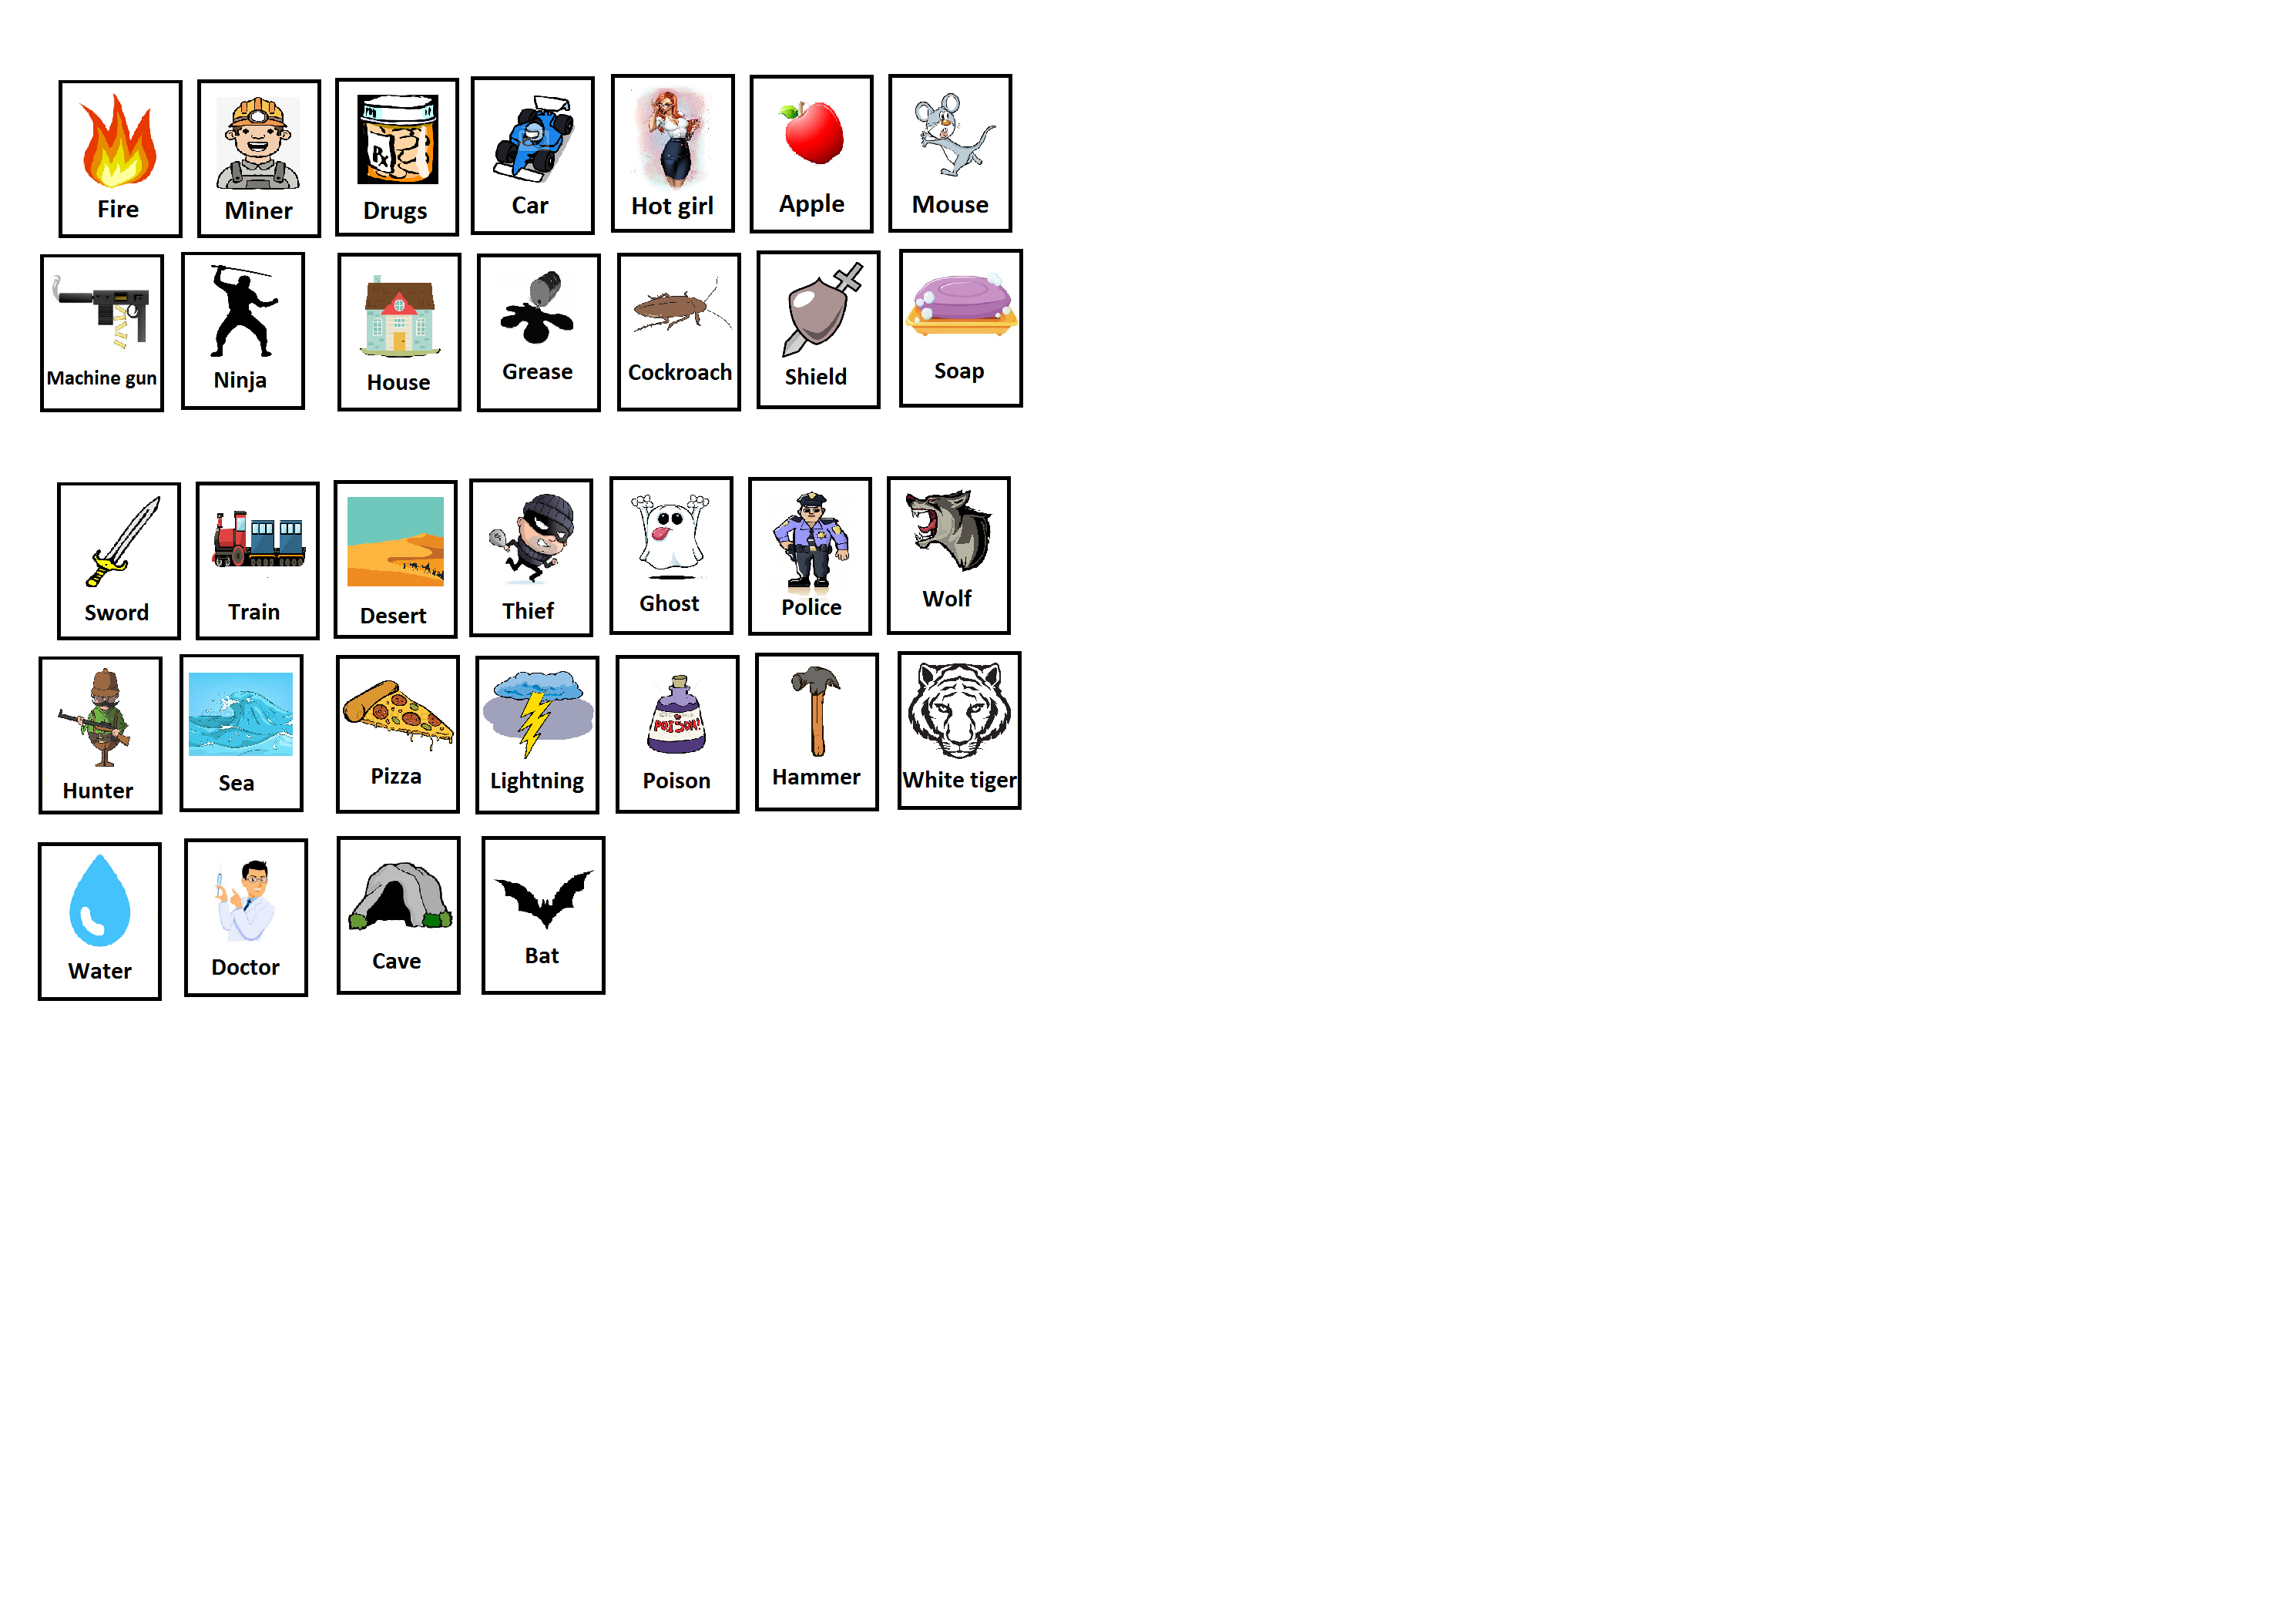 Fire
Miner
Drugs
Car
Hot girl
Apple
Mouse
Machine gun
Ninja
House
Grease
Cockroach
Shield
Soap
Sword
Train
Desert
Thief
Ghost
Police
Wolf
Hunter
Sea
Pizza
Lightning
POISON!
Poison
Hammer
White tiger
Water
Doctor
Cave
Bat
Rx